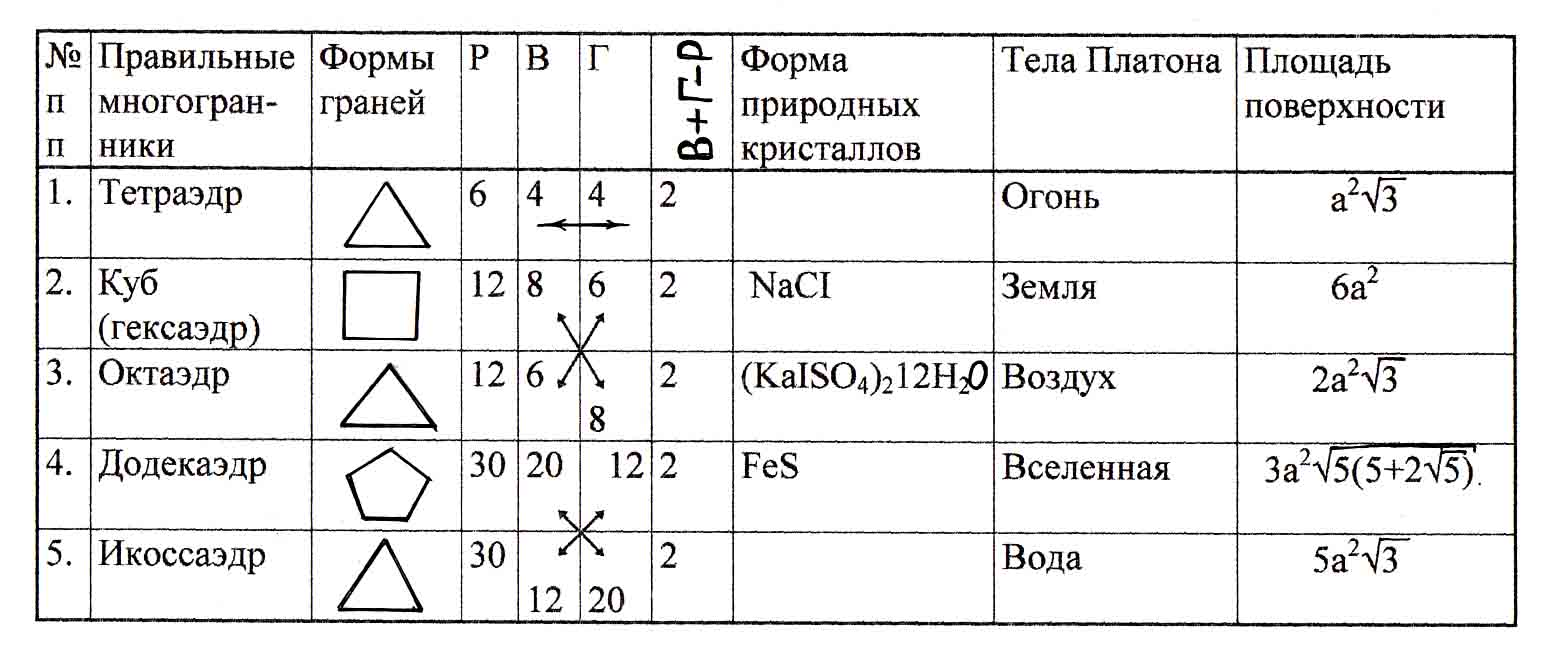 № п п | Правильные многогран-ники | Формы граней | Р | В | Г | В+Г–Р | Форма природных кристаллов | Тела Платона | Площадь поверхности
1. | Тетраэдр | 6 | 4 | 4 | 2 | Огонь | a²√3
2. | Куб (гексаэдр) | 12 | 8 | 6 | 2 | NaCI | Земля | 6a²
3. | Октаэдр | 12 | 6 | 8 | 2 | (KaISO₄)₂12H₂O | Воздух | 2a²√3
4. | Додекаэдр | 30 | 20 | 12 | 2 | FeS | Вселенная | 3a²√5(5+2√5).
5. | Икоссаэдр | 30 | 12 | 20 | 2 | Вода | 5a²√3